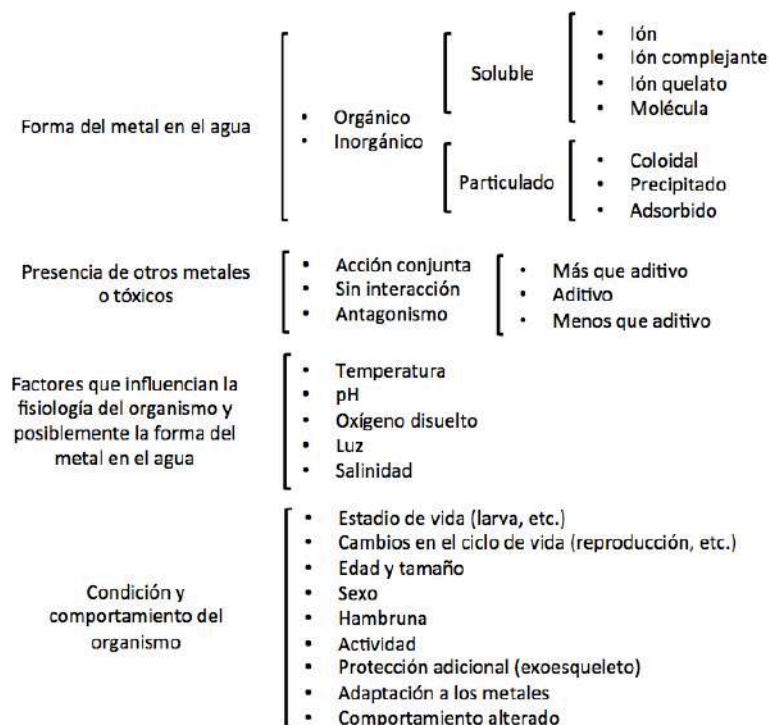 Forma del metal en el agua
• Orgánico
• Inorgánico
Soluble
• Ión
• Ión complejante
• Ión quelato
• Molécula
Particulado
• Coloidal
• Precipitado
• Adsorbido
Presencia de otros metales
o tóxicos
• Acción conjunta
• Sin interacción
• Antagonismo
• Más que aditivo
• Aditivo
• Menos que aditivo
Factores que influencian la
fisiología del organismo y
posiblemente la forma del
metal en el agua
• Temperatura
• pH
• Oxígeno disuelto
• Luz
• Salinidad
Condición y
comportamiento del
organismo
• Estadio de vida (larva, etc.)
• Cambios en el ciclo de vida (reproducción, etc.)
• Edad y tamaño
• Sexo
• Hambruna
• Actividad
• Protección adicional (exoesqueleto)
• Adaptación a los metales
• Comportamiento alterado